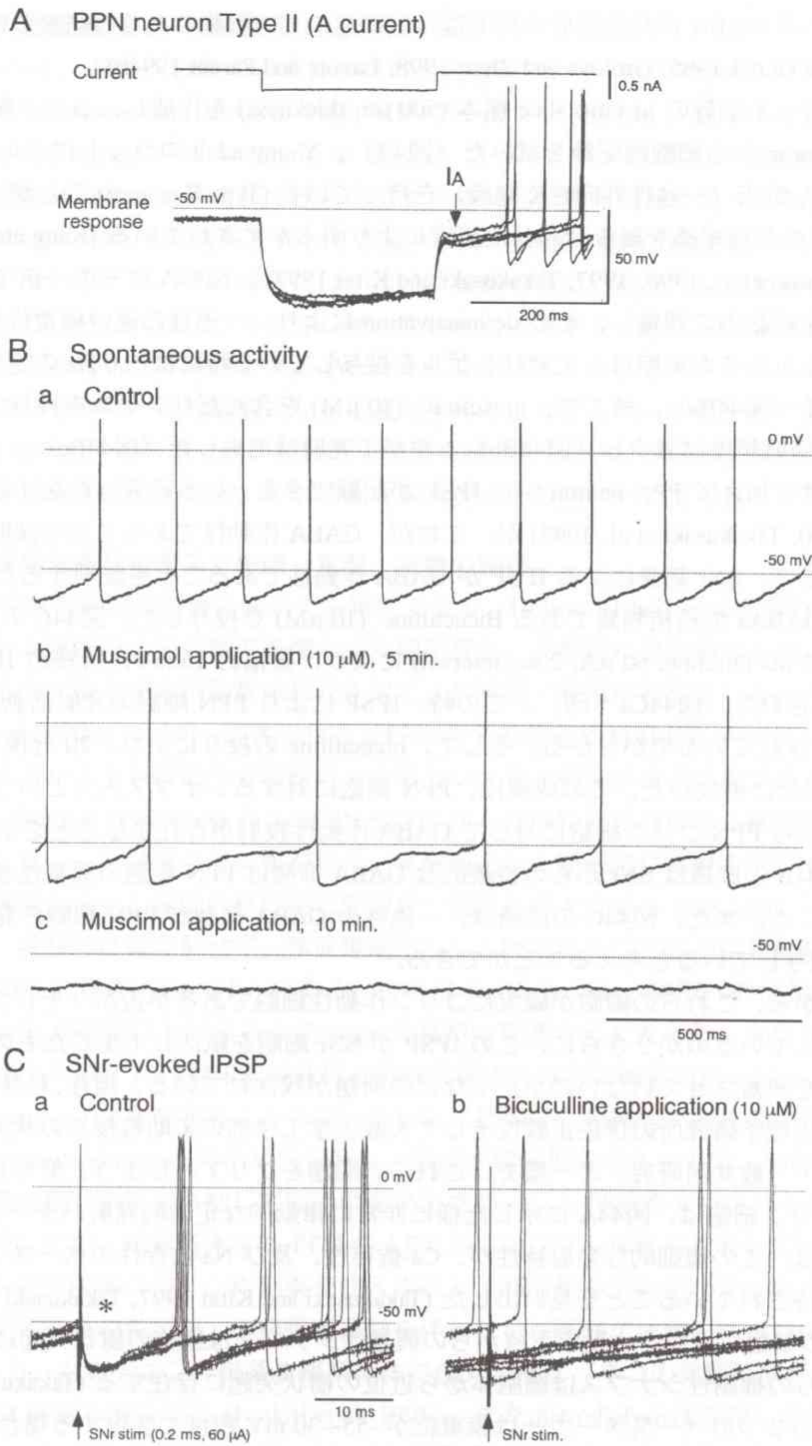 A PPN neuron Type II (A current)
Current
0.5 nA
I_A
Membrane
response
-50 mV
50 mV
200 ms
B Spontaneous activity
a Control
0 mV
-50 mV
b Muscimol application (10 μM), 5 min.
c Muscimol application, 10 min.
-50 mV
500 ms
C SNr-evoked IPSP
a Control
b Bicuculline application (10 μM)
0 mV
-50 mV
*
10 ms
SNr stim (0.2 ms, 60 μA)
SNr stim.